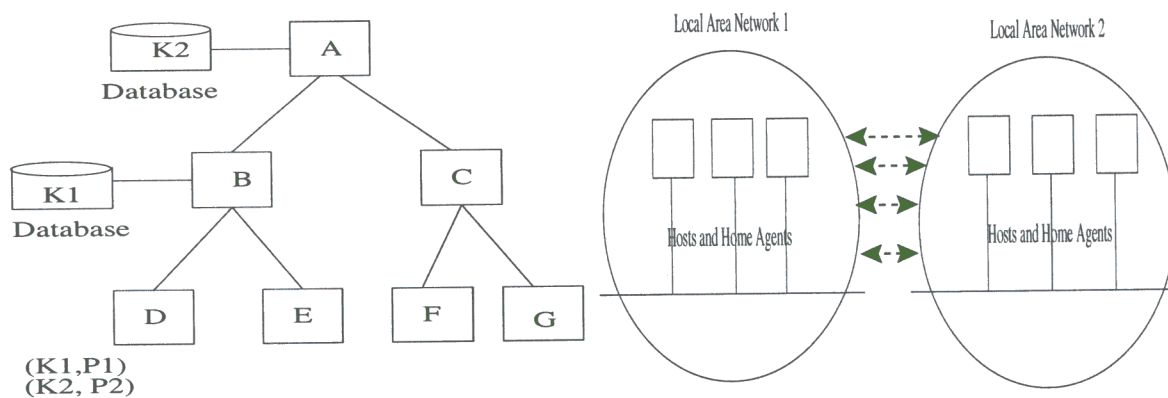 K2
A
Database
B
C
K1
Database
D
E
F
G
(K1,P1)
(K2, P2)
Local Area Network 1
Local Area Network 2
Hosts and Home Agents
Hosts and Home Agents